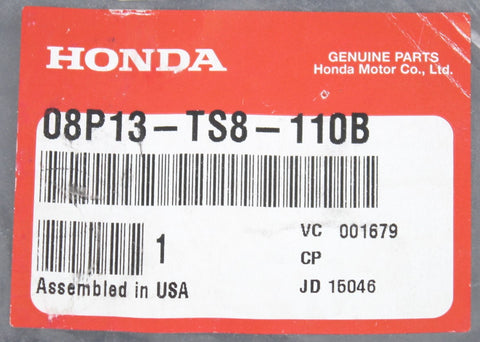 HONDA
GENUINE PARTS
Honda Motor Co., Ltd.
08P13-TS8-110B
1
VC 001679
CP
Assembled in USA
JD 15046